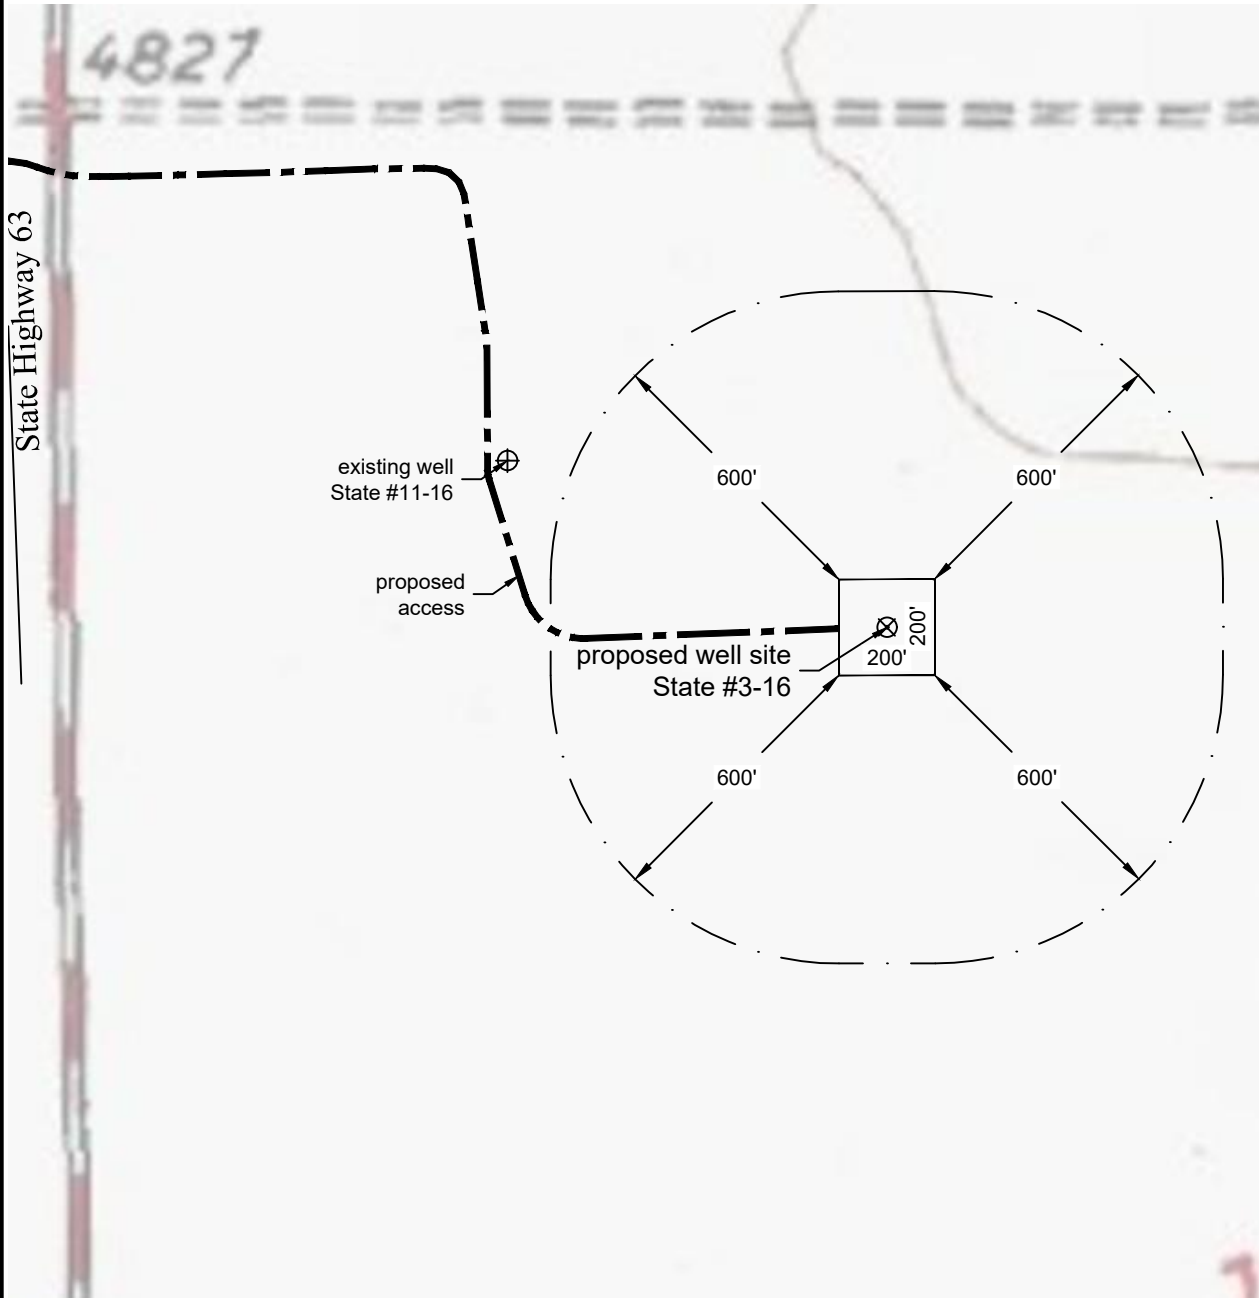 4827
State Highway 63
existing well
State #11-16
600'
600'
proposed
access
200'
200'
proposed well site
State #3-16
600'
600'